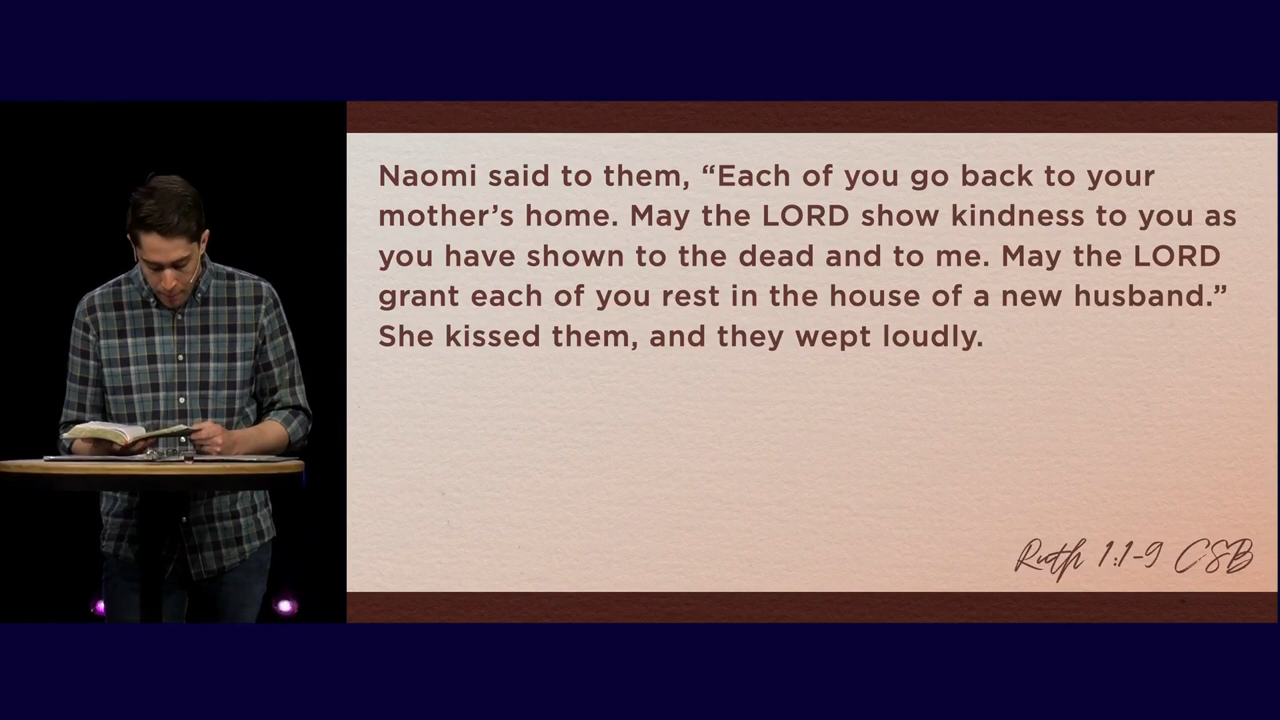 Naomi said to them, “Each of you go back to your
mother’s home. May the LORD show kindness to you as
you have shown to the dead and to me. May the LORD
grant each of you rest in the house of a new husband.”
She kissed them, and they wept loudly.
Ruth 1:1-9 CSB